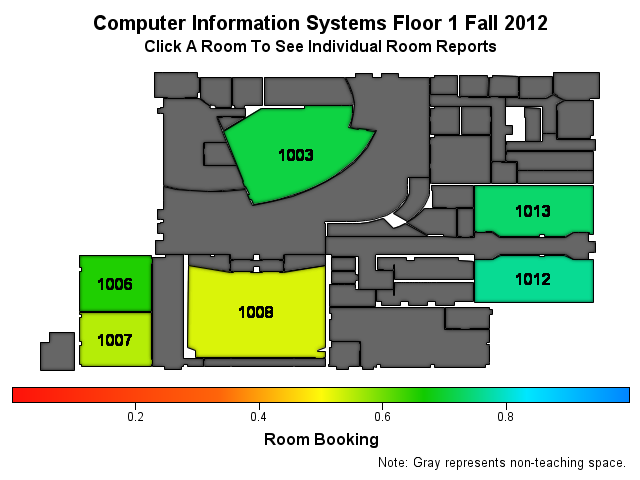 Computer Information Systems Floor 1 Fall 2012
Click A Room To See Individual Room Reports
1003
1013
1006
1012
1008
1007
0.2 0.4 0.6 0.8
Room Booking
Note: Gray represents non-teaching space.